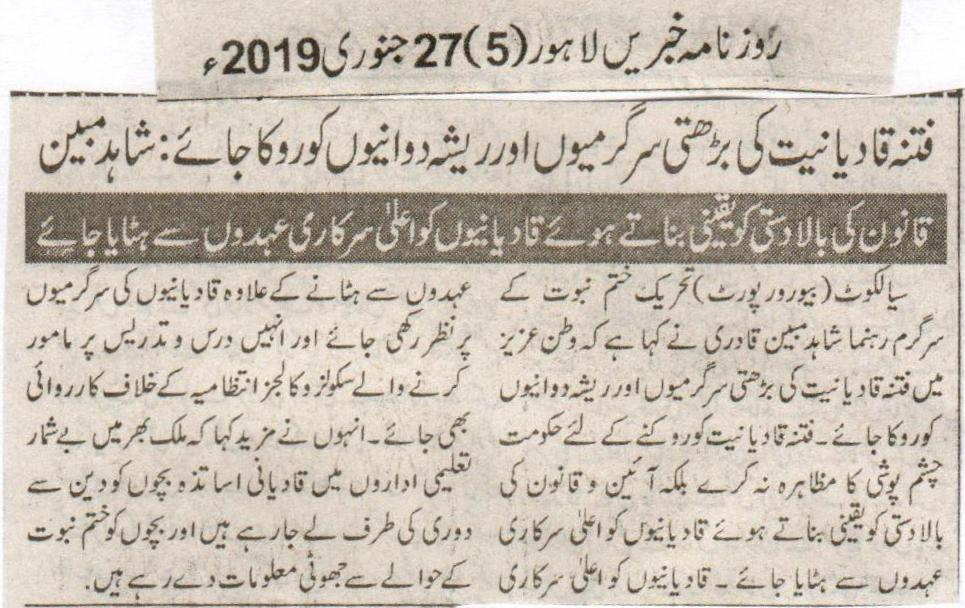 روزنامہ خبریں لاہور (5) 27 جنوری 2019ء
فتنہ قادیانیت کی بڑھتی سرگرمیوں اور ریشہ دوانیوں کو روکا جائے: شاہد مبین
قانون کی بالادستی کو یقینی بناتے ہوئے قادیانیوں کو اعلیٰ سرکاری عہدوں سے ہٹایا جائے
سیالکوٹ (بیورو رپورٹ) تحریک ختم نبوت کے
سرگرم رہنما شاہد مبین قادری نے کہا ہے کہ وطن عزیز
میں فتنہ قادیانیت کی بڑھتی سرگرمیوں اور ریشہ دوانیوں
کو روکا جائے۔ فتنہ قادیانیت کو روکنے کے لئے حکومت
چشم پوشی کا مظاہرہ نہ کرے بلکہ آئین و قانون کی
بالادستی کو یقینی بناتے ہوئے قادیانیوں کو اعلیٰ سرکاری
عہدوں سے ہٹایا جائے۔ قادیانیوں کو اعلیٰ سرکاری
عہدوں سے ہٹانے کے علاوہ قادیانیوں کی سرگرمیوں
پر نظر رکھی جائے اور انہیں درس و تدریس پر مامور
کرنے والے سکولز و کالجز انتظامیہ کے خلاف کارروائی
بھی جائے۔ انہوں نے مزید کہا کہ ملک بھر میں بے شمار
تعلیمی اداروں میں قادیانی اساتذہ بچوں کو دین سے
دوری کی طرف لے جا رہے ہیں اور بچوں کو ختم نبوت
کے حوالے سے جھوٹی معلومات دے رہے ہیں.